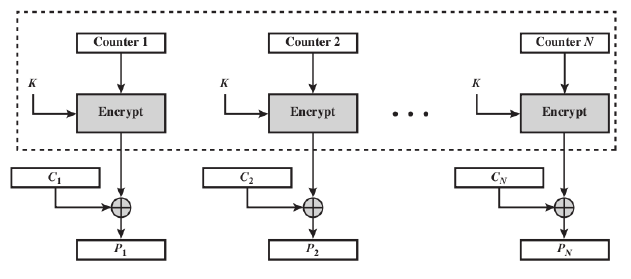 Counter 1 Counter 2 Counter N
K K K
Encrypt Encrypt • • • Encrypt
C1 C2 CN
P1 P2 PN